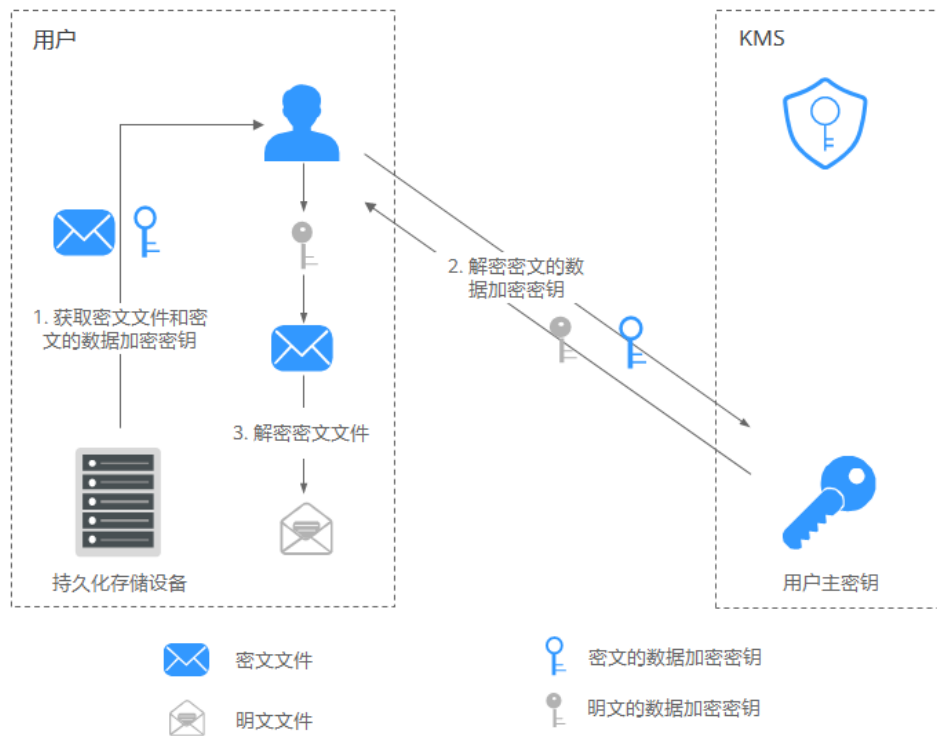 用户
KMS
1. 获取密文文件和密
文的数据加密密钥
2. 解密密文的数
据加密密钥
3. 解密密文文件
持久化存储设备
用户主密钥
密文文件
密文的数据加密密钥
明文文件
明文的数据加密密钥